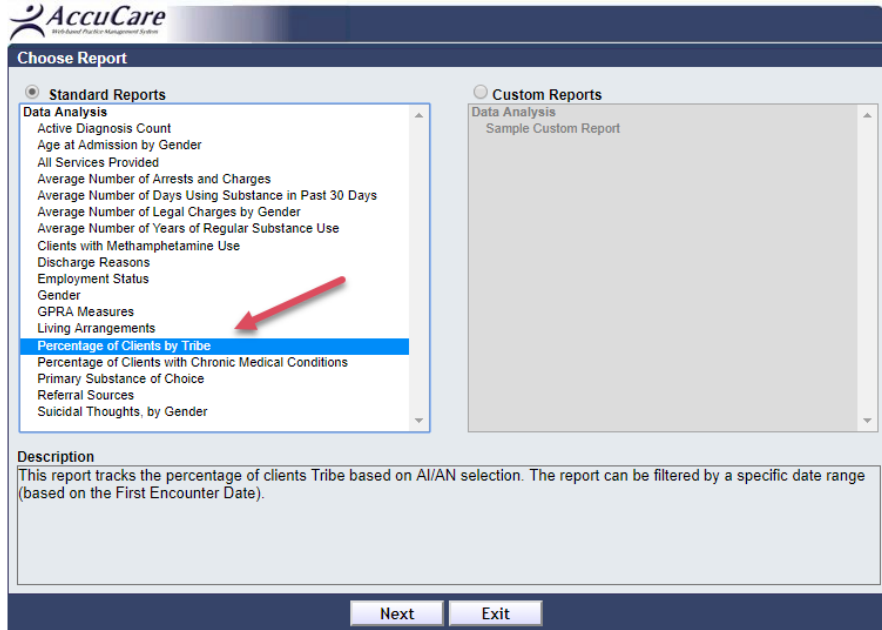 AccuCare
Web-based Practice Management System
Choose Report
Standard Reports
Data Analysis
Active Diagnosis Count
Age at Admission by Gender
All Services Provided
Average Number of Arrests and Charges
Average Number of Days Using Substance in Past 30 Days
Average Number of Legal Charges by Gender
Average Number of Years of Regular Substance Use
Clients with Methamphetamine Use
Discharge Reasons
Employment Status
Gender
GPRA Measures
Living Arrangements
Percentage of Clients by Tribe
Percentage of Clients with Chronic Medical Conditions
Primary Substance of Choice
Referral Sources
Suicidal Thoughts, by Gender
Custom Reports
Data Analysis
Sample Custom Report
Description
This report tracks the percentage of clients Tribe based on AI/AN selection. The report can be filtered by a specific date range
(based on the First Encounter Date).
Next Exit